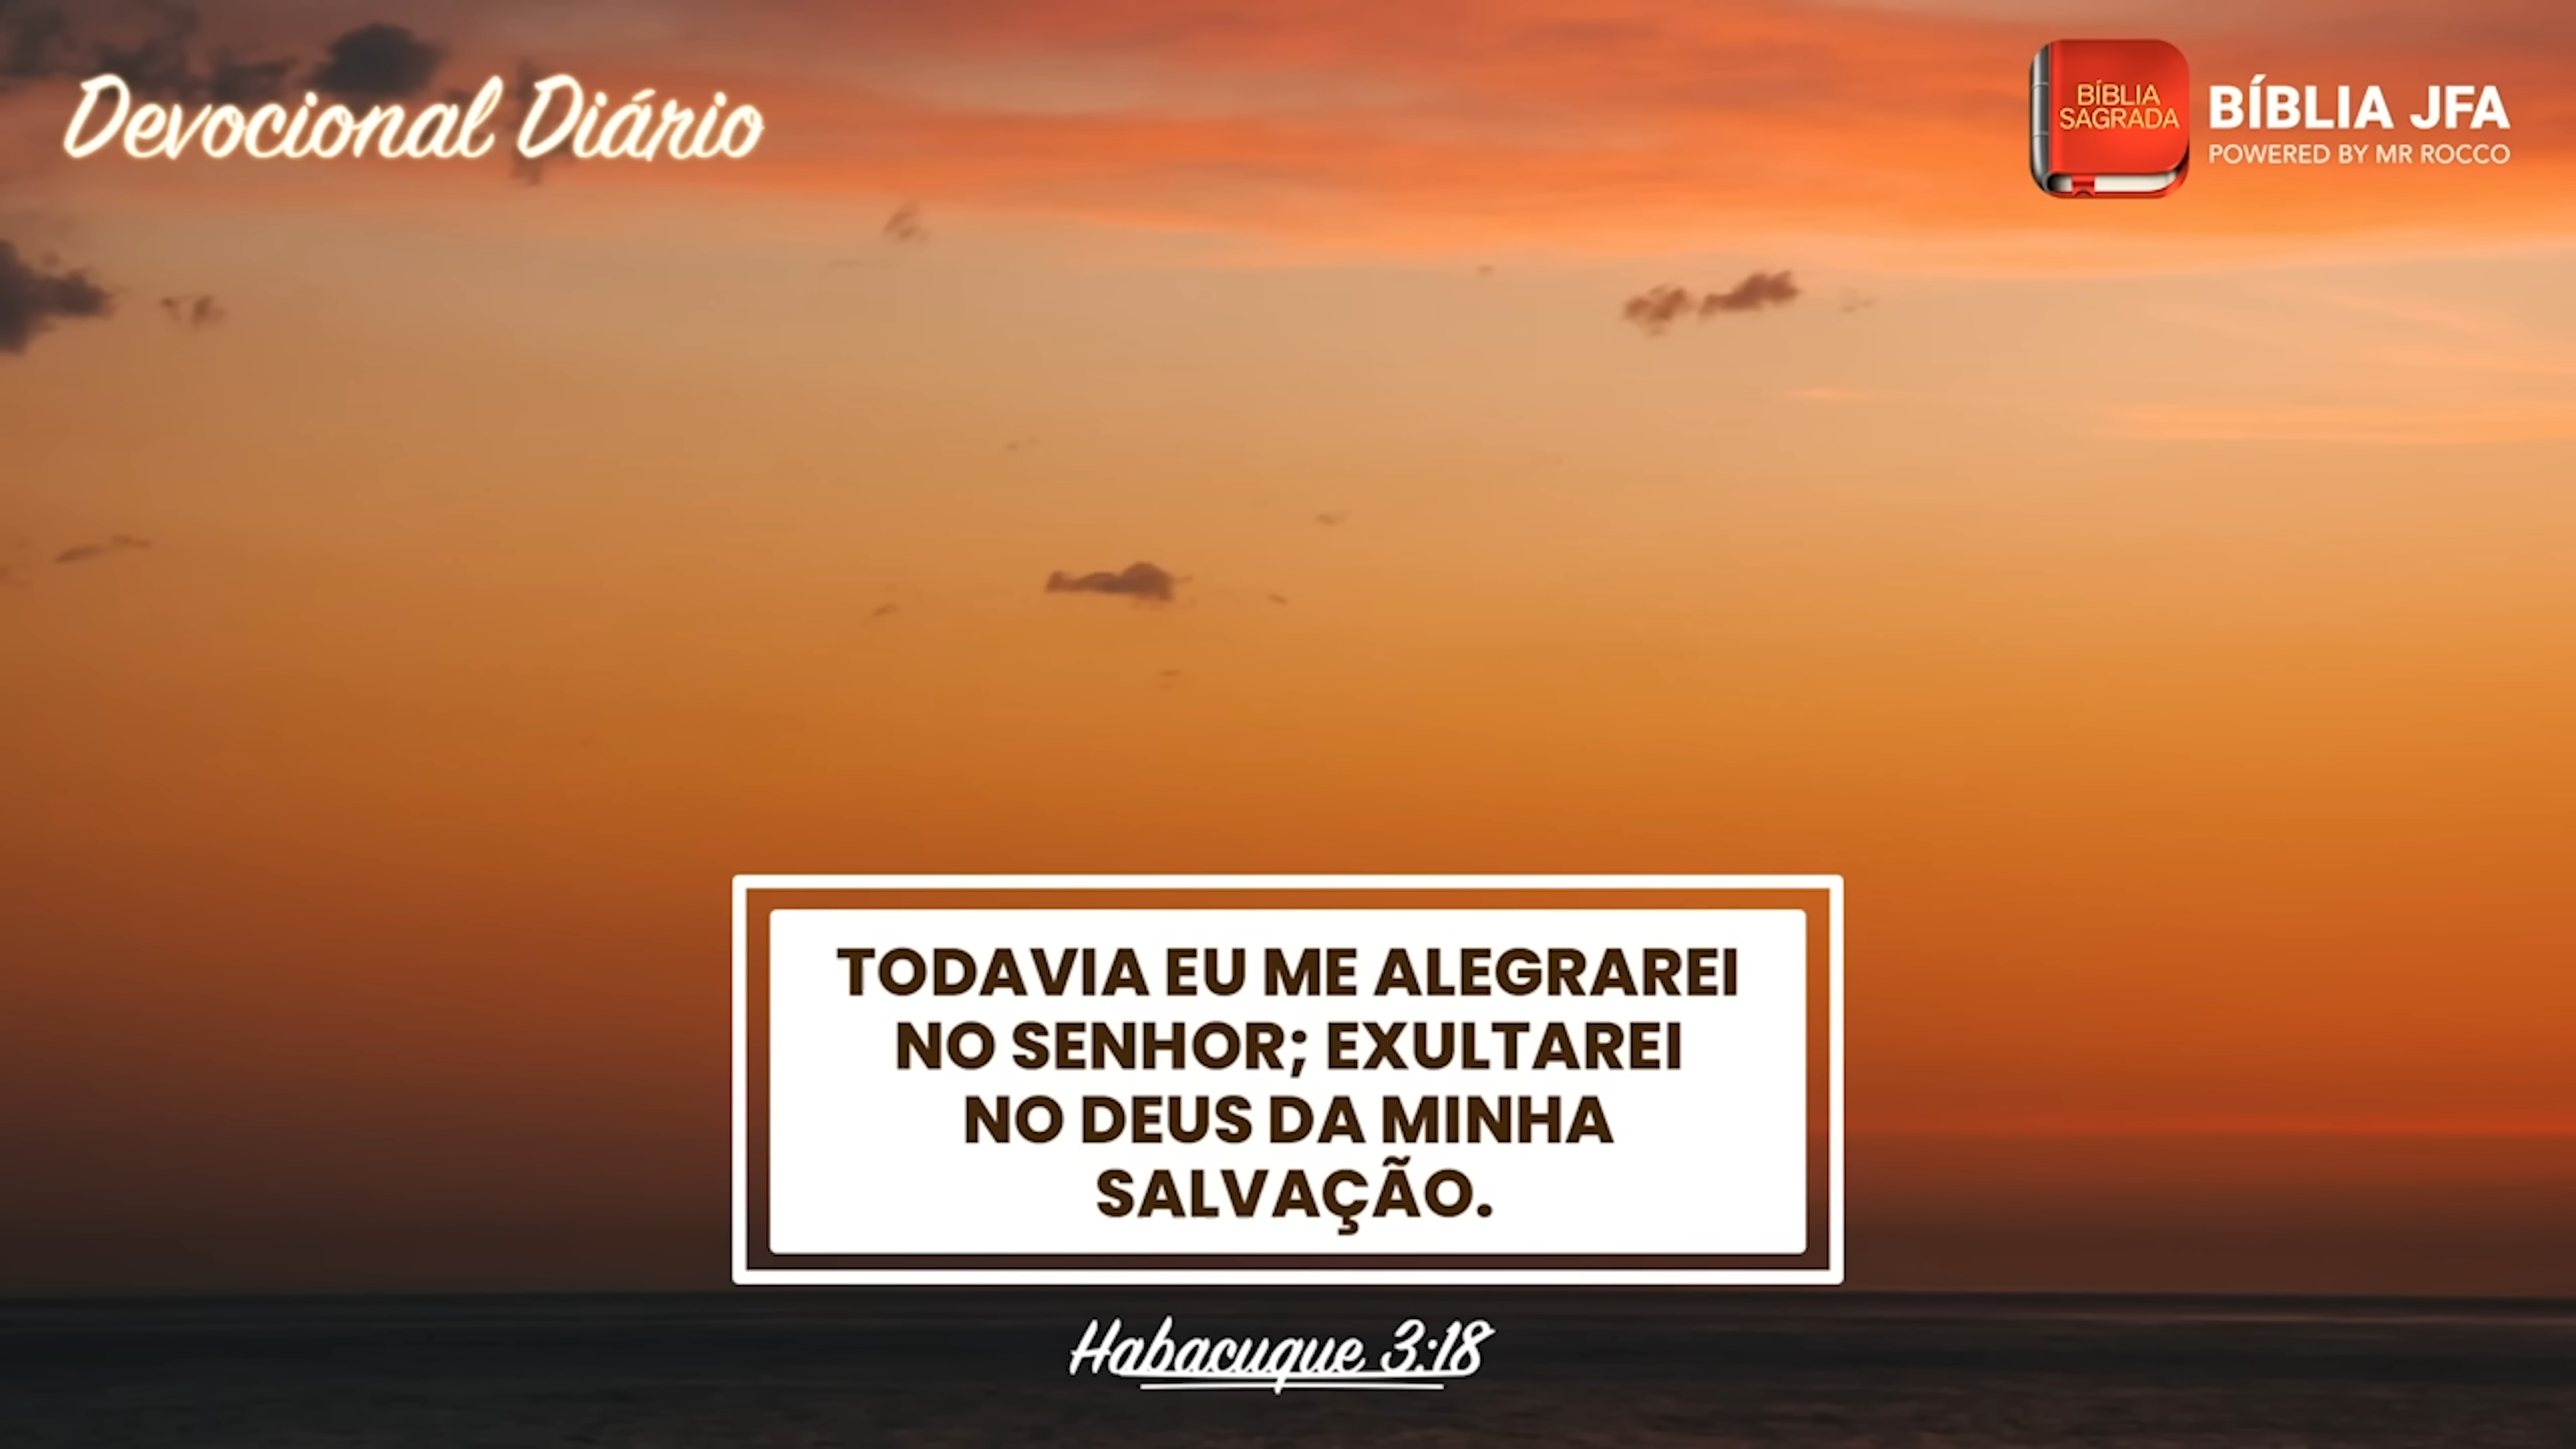 Devocional Diário
BÍBLIA
SAGRADA
BÍBLIA JFA
POWERED BY MR ROCCO
TODAVIA EU ME ALEGRAREI
NO SENHOR; EXULTAREI
NO DEUS DA MINHA
SALVAÇÃO.
Habacuque 3:18